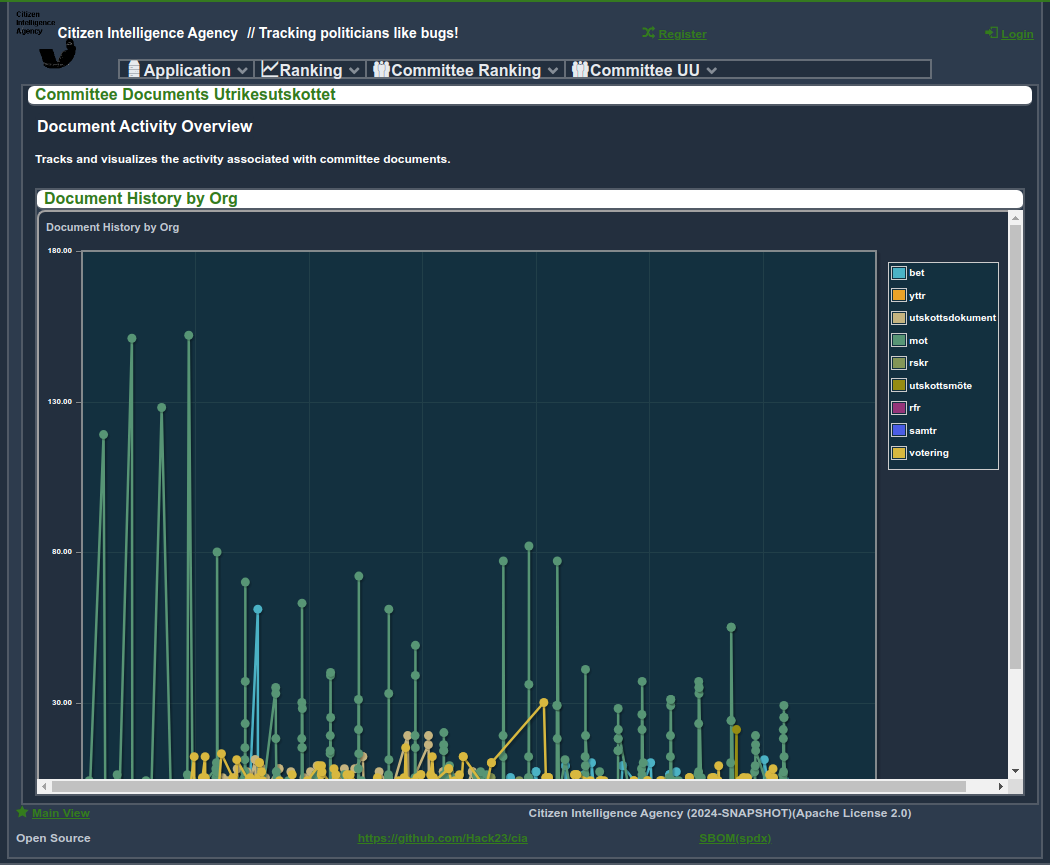 Citizen
Intelligence
Agency
Citizen Intelligence Agency // Tracking politicians like bugs!
Register
Login
Application
Ranking
Committee Ranking
Committee UU
Committee Documents Utrikesutskottet
Document Activity Overview
Tracks and visualizes the activity associated with committee documents.
Document History by Org
Document History by Org
180.00
130.00
80.00
30.00
bet
yttr
utskottsdokument
mot
rskr
utskottsmöte
rfr
samtr
votering
Main View
Citizen Intelligence Agency (2024-SNAPSHOT)(Apache License 2.0)
Open Source
https://github.com/Hack23/cia
SBOM(spdx)